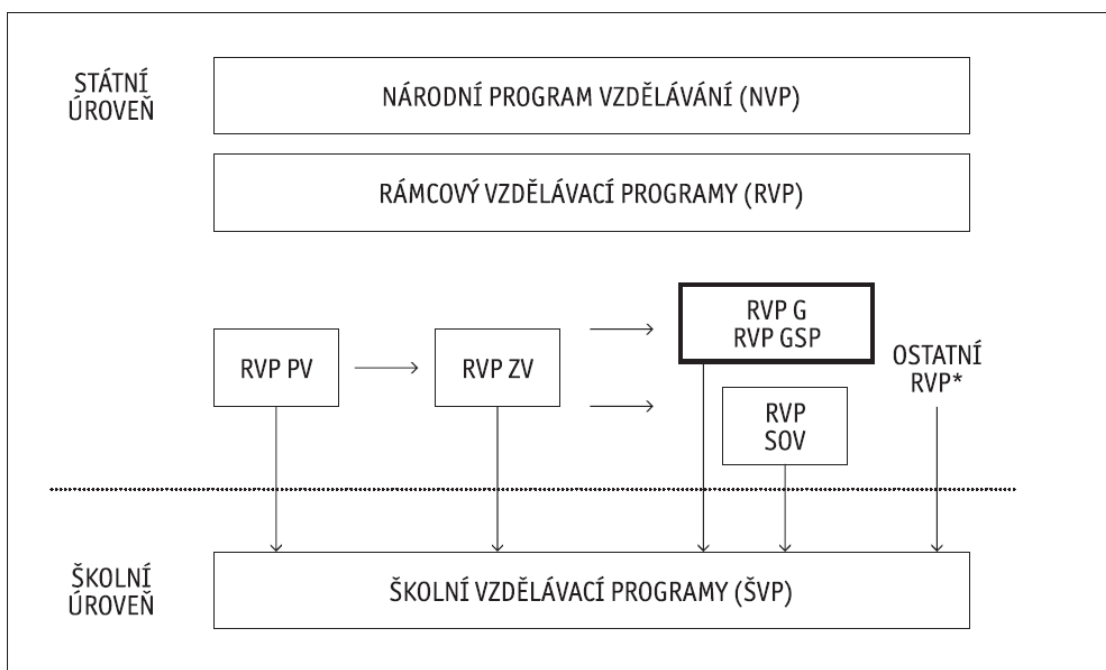 STÁTNÍ
ÚROVEŇ
NÁRODNÍ PROGRAM VZDĚLÁVÁNÍ (NVP)
RÁMCOVÝ VZDĚLÁVACÍ PROGRAMY (RVP)
RVP PV
RVP ZV
RVP G
RVP GSP
RVP
SOV
OSTATNÍ
RVP*
ŠKOLNÍ
ÚROVEŇ
ŠKOLNÍ VZDĚLÁVACÍ PROGRAMY (ŠVP)